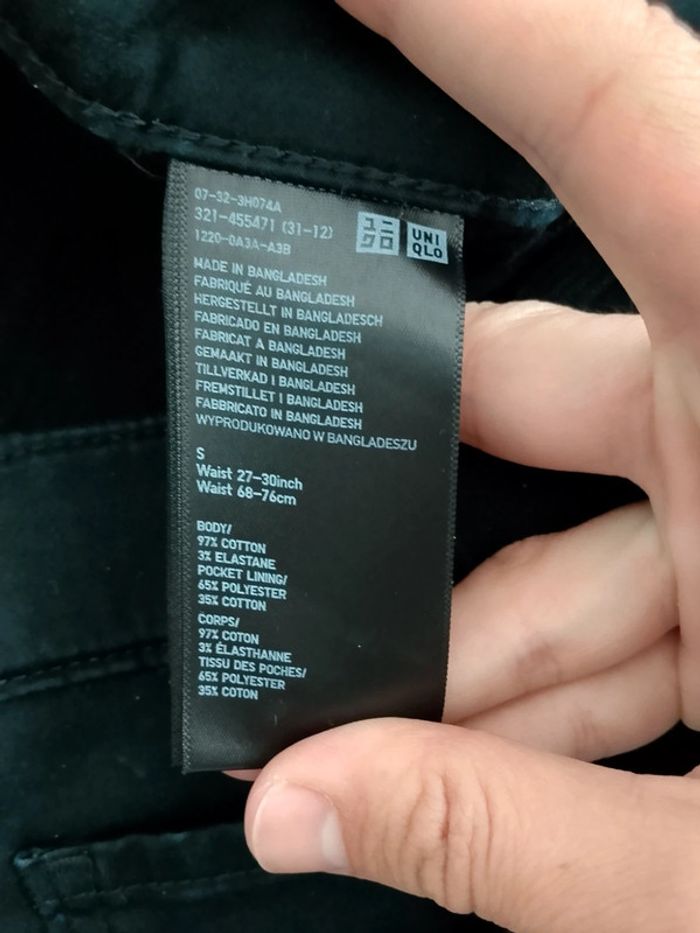 07-32-3H074A
321-455471 (31-12)
1220-0A3A-A3B
ユニ
クロ
UNI
QLO
MADE IN BANGLADESH
FABRIQUÉ AU BANGLADESH
HERGESTELLT IN BANGLADESCH
FABRICADO EN BANGLADESH
FABRICAT A BANGLADESH
GEMAAKT IN BANGLADESH
TILLVERKAD I BANGLADESH
FREMSTILLET I BANGLADESH
FABBRICATO IN BANGLADESH
WYPRODUKOWANO W BANGLADESZU
S
Waist 27-30inch
Waist 68-76cm
BODY/
97% COTTON
3% ELASTANE
POCKET LINING/
65% POLYESTER
35% COTTON
CORPS/
97% COTON
3% ÉLASTHANNE
TISSU DES POCHES/
65% POLYESTER
35% COTON